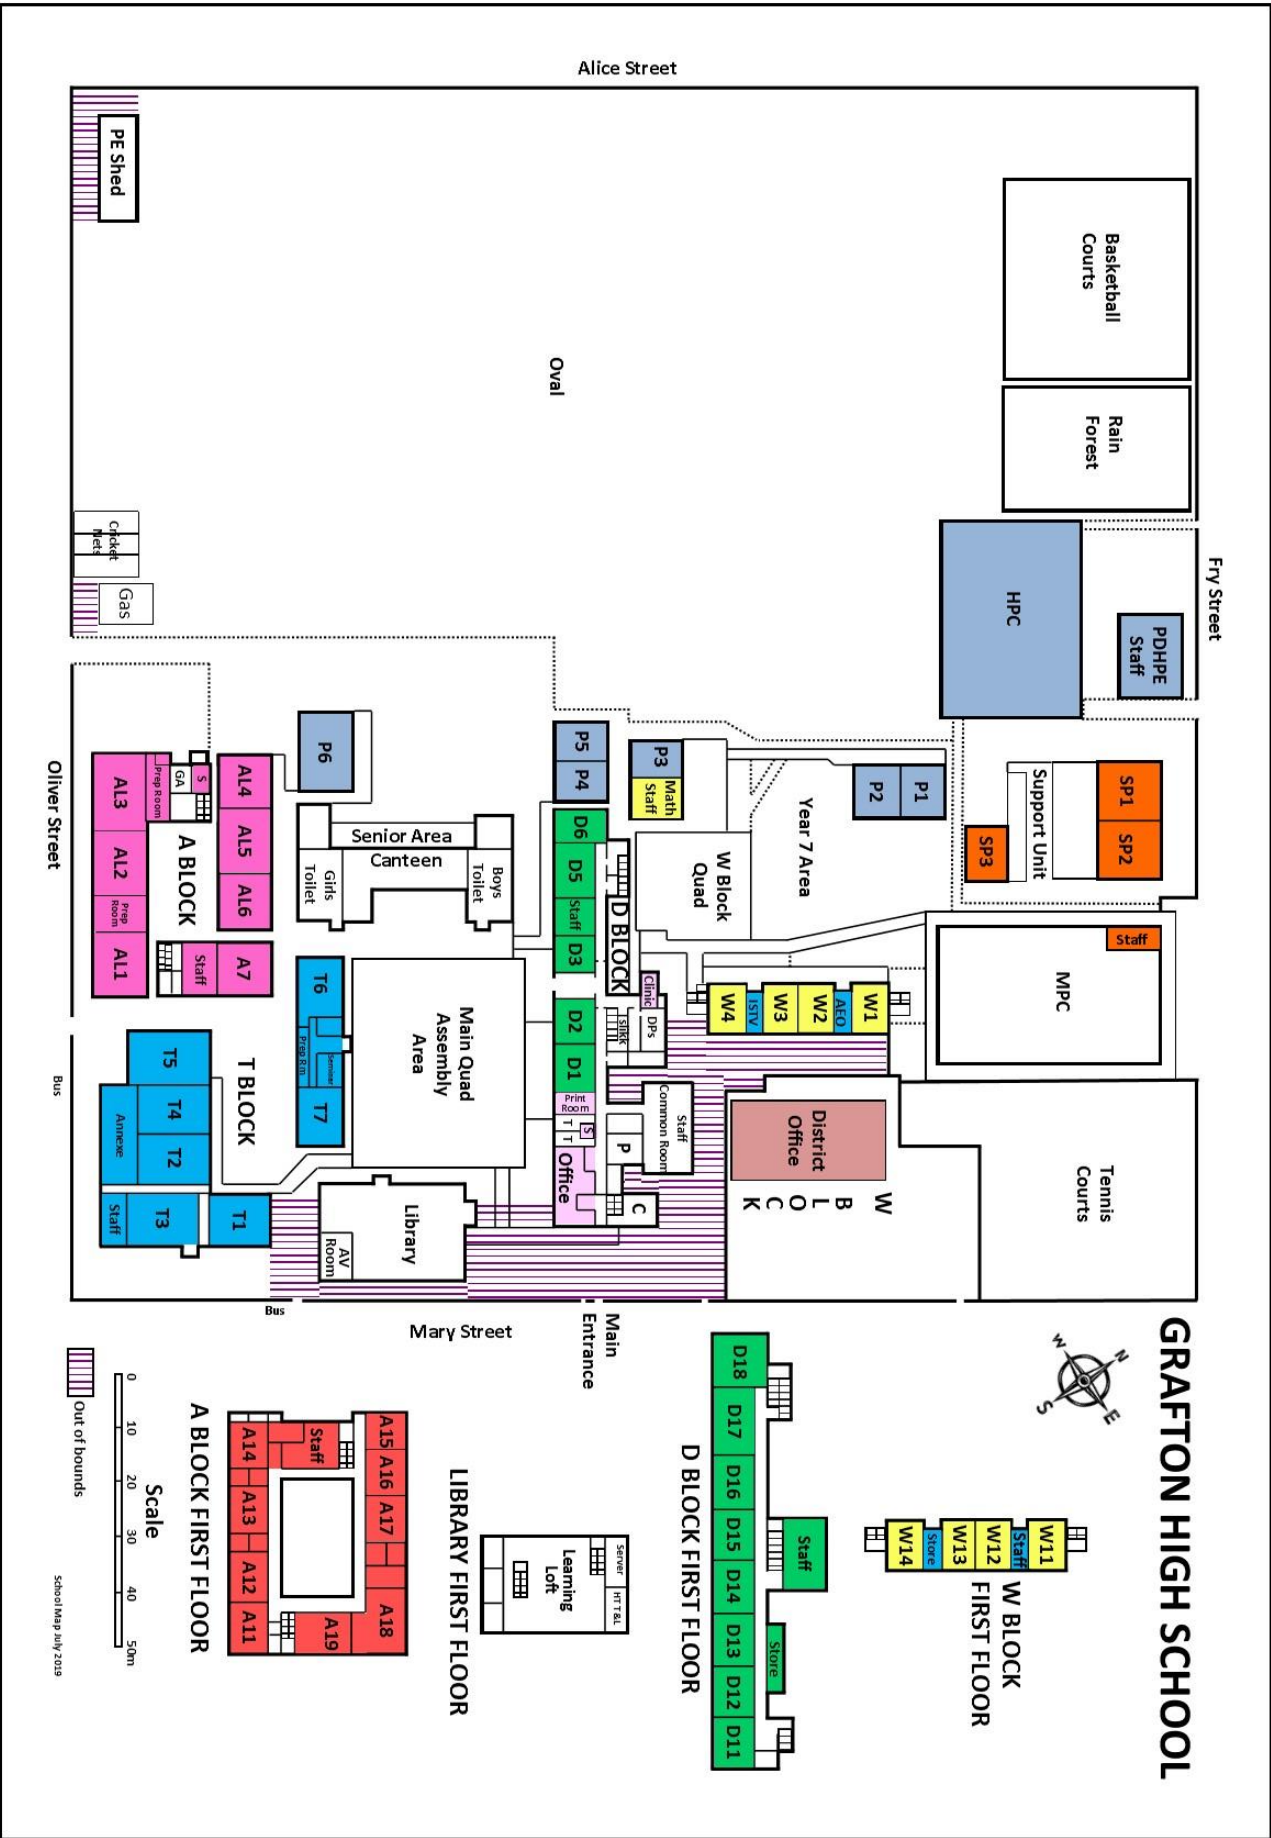 GRAFTON HIGH SCHOOL
Alice Street
Fry Street
Oliver Street
Mary Street
Main
Entrance
Bus
Bus
PE Shed
Oval
Basketball
Courts
Rain
Forest
Cricket
Nets
Gas
HPC
PDHPE
Staff
SP1
SP2
SP3
Support Unit
P1
P2
Year 7 Area
P3
Math
Staff
W Block
Quad
P5
P4
P6
Senior Area
Canteen
Girls
Toilet
Boys
Toilet
D6
D5
Staff
D3
D BLOCK
Clinic
DPs
D2
D1
Print
Room
T
T
S
Office
P
C
Staff
Common Room
W1
AEO
W2
W3
ISTV
W4
Staff
MPC
Tennis
Courts
District
Office
W
B
L
O
C
K
AL4
AL5
AL6
S
GA
Prep Room
AL3
AL2
Prep
Room
AL1
A BLOCK
A7
Staff
Main Quad
Assembly
Area
T6
Prep Rm
Seminar
T7
T BLOCK
T5
T4
T2
Annexe
T3
Staff
T1
Library
AV
Room
N
E
S
W
W BLOCK
FIRST FLOOR
W11
Staff
W12
W13
Store
W14
D BLOCK FIRST FLOOR
D18
D17
D16
D15
D14
D13
D12
D11
Staff
Store
LIBRARY FIRST FLOOR
Server
HT T&L
Learning
Loft
A BLOCK FIRST FLOOR
A15
A16
A17
A18
A19
Staff
A14
A13
A12
A11
Scale
0
10
20
30
40
50m
Out of bounds
School Map July 2019